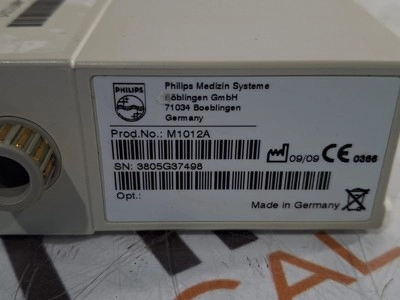 PHILIPS
Philips Medizin Systeme
Böblingen GmbH
71034 Boeblingen
Germany
Prod.No.: M1012A
09/09 CE 0366
SN: 3805G37498
Opt.:
Made in Germany